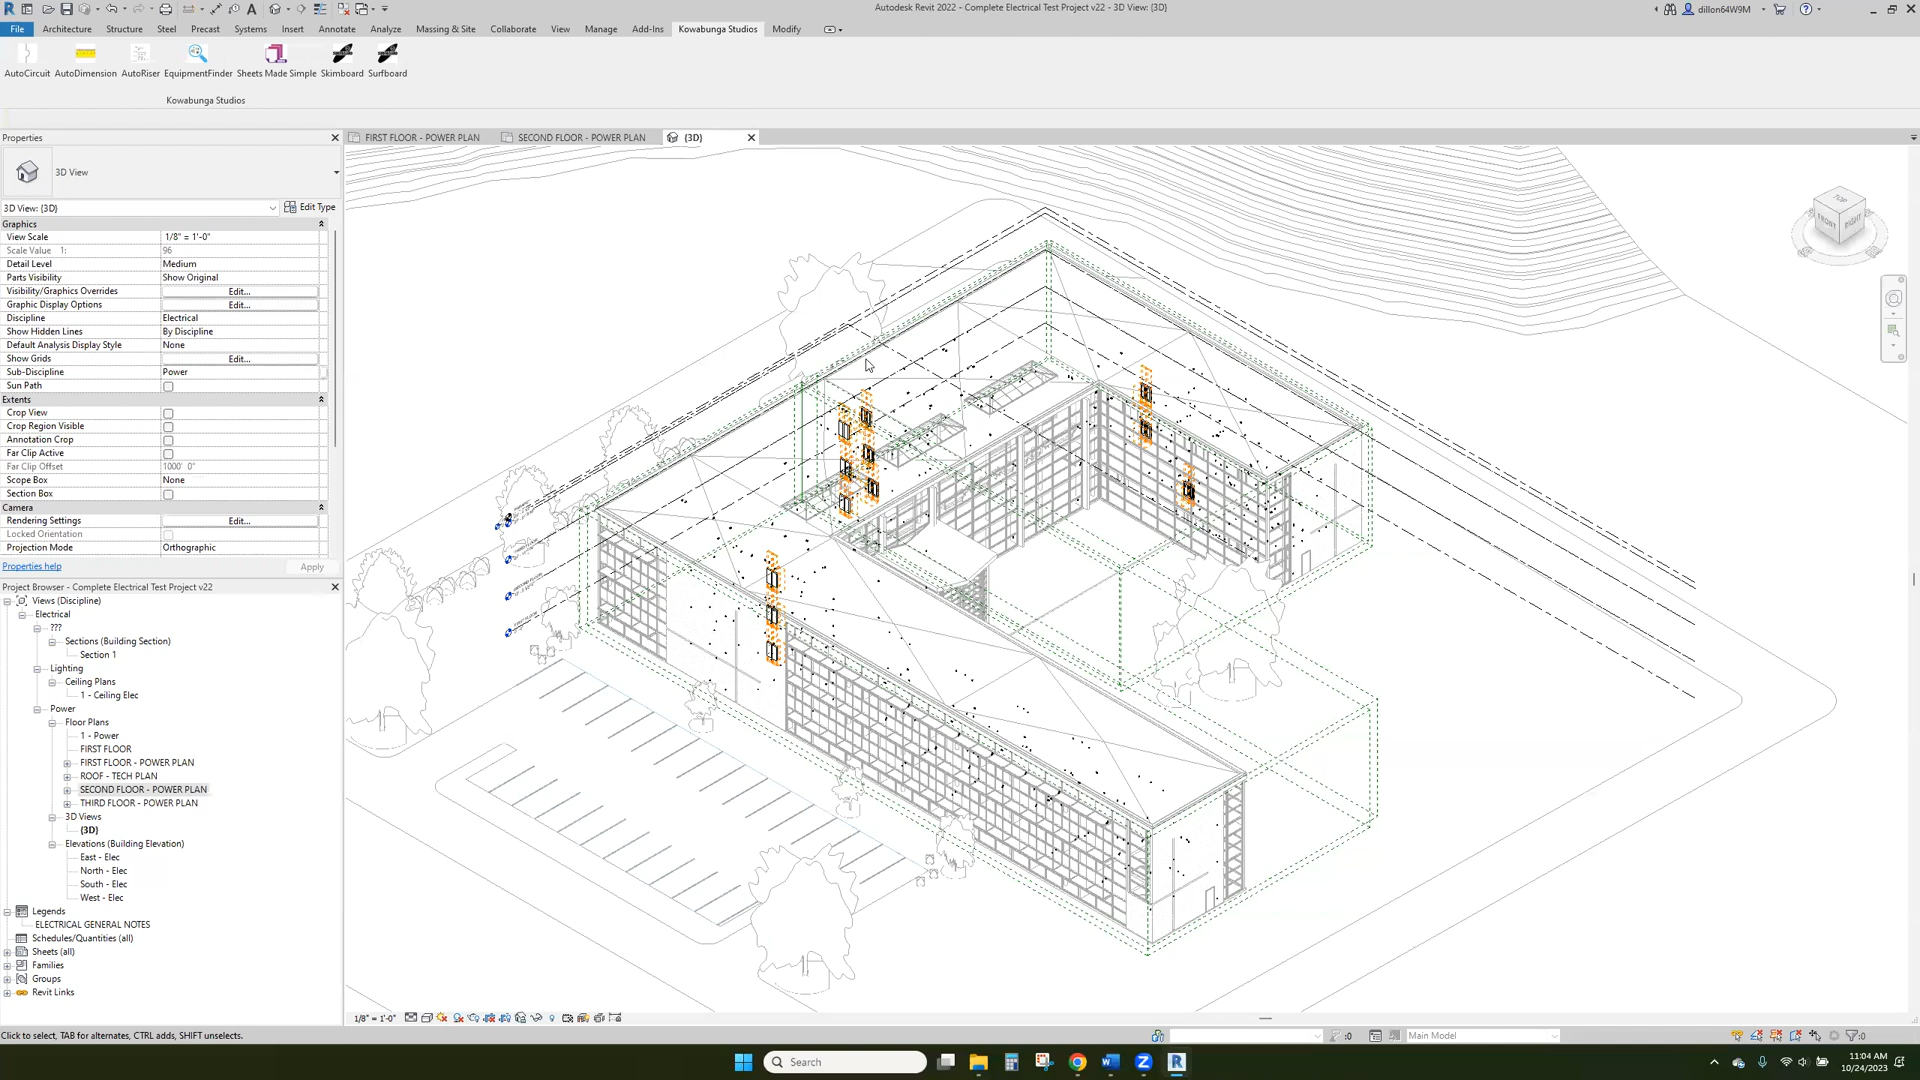 Autodesk Revit 2022 - Complete Electrical Test Project v22 - 3D View: {3D}
dillon64W9M
File Architecture Structure Steel Precast Systems Insert Annotate Analyze Massing & Site Collaborate View Manage Add-Ins Kowabunga Studios Modify
AutoCircuit AutoDimension AutoRiser EquipmentFinder Sheets Made Simple Skimboard Surfboard
Kowabunga Studios
Properties
FIRST FLOOR - POWER PLAN SECOND FLOOR - POWER PLAN {3D}
3D View
3D View: {3D} Edit Type
Graphics
View Scale 1/8" = 1'-0"
Scale Value 1: 96
Detail Level Medium
Parts Visibility Show Original
Visibility/Graphics Overrides Edit...
Graphic Display Options Edit...
Discipline Electrical
Show Hidden Lines By Discipline
Default Analysis Display Style None
Show Grids Edit...
Sub-Discipline Power
Sun Path
Extents
Crop View
Crop Region Visible
Annotation Crop
Far Clip Active
Far Clip Offset 1000' 0"
Scope Box None
Section Box
Camera
Rendering Settings Edit...
Locked Orientation
Projection Mode Orthographic
Properties help Apply
Project Browser - Complete Electrical Test Project v22
Views (Discipline)
Electrical
???
Sections (Building Section)
Section 1
Lighting
Ceiling Plans
1 - Ceiling Elec
Power
Floor Plans
1 - Power
FIRST FLOOR
FIRST FLOOR - POWER PLAN
ROOF - TECH PLAN
SECOND FLOOR - POWER PLAN
THIRD FLOOR - POWER PLAN
3D Views
{3D}
Elevations (Building Elevation)
East - Elec
North - Elec
South - Elec
West - Elec
Legends
ELECTRICAL GENERAL NOTES
Schedules/Quantities (all)
Sheets (all)
Families
Groups
Revit Links
TOP
FRONT RIGHT
1/8" = 1'-0"
Click to select, TAB for alternates, CTRL adds, SHIFT unselects.
:0 Main Model :0
Search
11:04 AM
10/24/2023